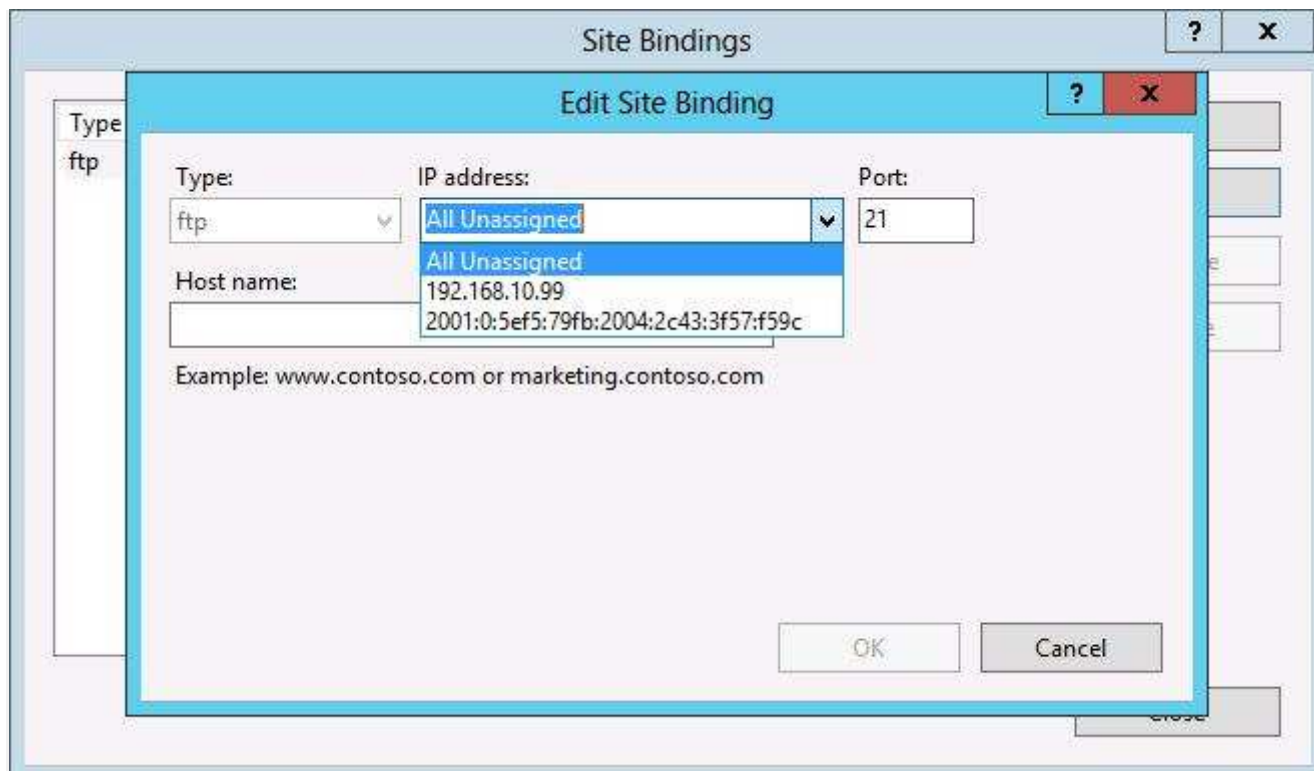 Site Bindings
? x
Edit Site Binding
? x
Type
ftp
Type:
IP address:
Port:
ftp
All Unassigned
21
All Unassigned
192.168.10.99
2001:0:5ef5:79fb:2004:2c43:3f57:f59c
Host name:
Example: www.contoso.com or marketing.contoso.com
OK
Cancel